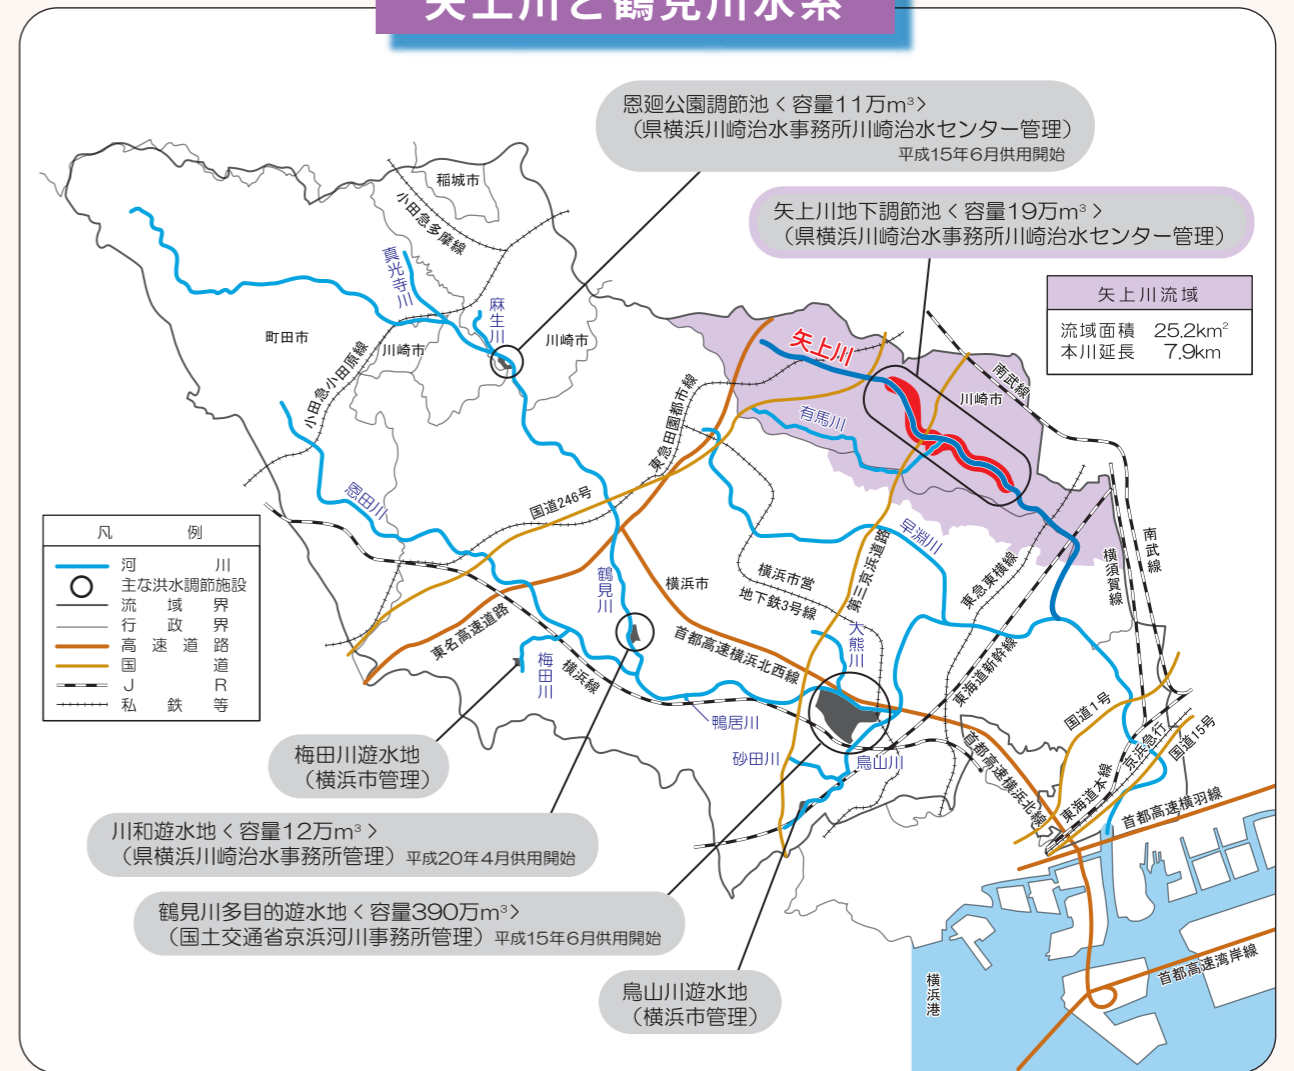 矢上川と鶴見川水系
恩廻公園調節池＜容量11万m³＞
（県横浜川崎治水事務所川崎治水センター管理）
平成15年6月供用開始
矢上川地下調節池＜容量19万m³＞
（県横浜川崎治水事務所川崎治水センター管理）
矢上川流域
流域面積 25.2km²
本川延長 7.9km
稲城市
小田急多摩線
真光寺川
麻生川
町田市
川崎市
川崎市
小田急小田原線
矢上川
南武線
川崎市
有馬川
東急田園都市線
恩田川
国道246号
早淵川
第三京浜道路
横浜市営
地下鉄3号線
東急東横線
横須賀線
南武線
鶴見川
横浜市
首都高速横浜北西線
大熊川
東名高速道路
梅田川
横浜線
東海道新幹線
鴨居川
砂田川
鳥山川
国道1号
首都高速横浜北線
京浜急行
国道15号
東海道本線
首都高速横羽線
首都高速湾岸線
横浜港
凡例
河川
主な洪水調節施設
流域界
行政界
高速道路
国道
JR
私鉄等
梅田川遊水地
（横浜市管理）
川和遊水地＜容量12万m³＞
（県横浜川崎治水事務所管理）平成20年4月供用開始
鶴見川多目的遊水地＜容量390万m³＞
（国土交通省京浜河川事務所管理）平成15年6月供用開始
鳥山川遊水地
（横浜市管理）